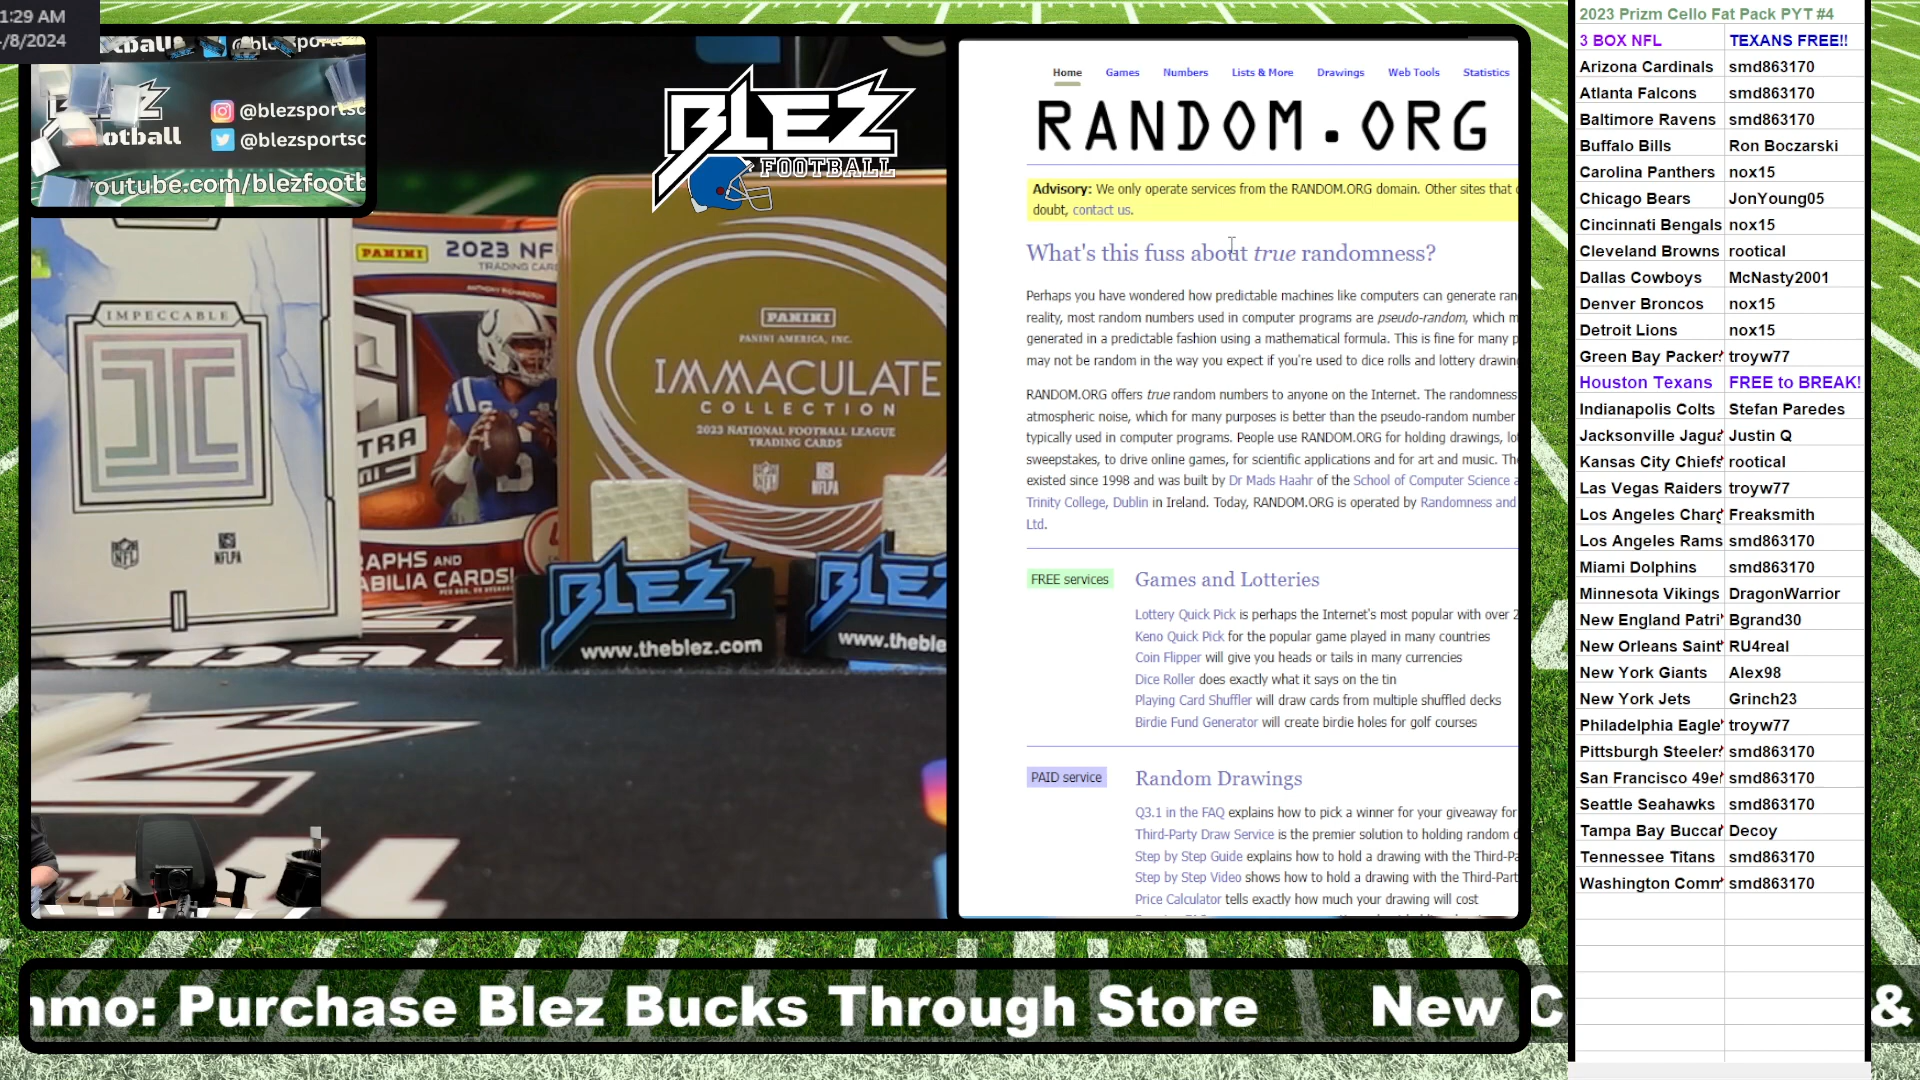 1:29 AM
/8/2024
@blezsportsc
@blezsportsc
otball
youtube.com/blezfootb
BLEZ
FOOTBALL
IMPECCABLE
NFL
NFLPA
PANINI
2023 NF
TRADING CAR
ANTHONY RICHARDSON
TRA
APHS AND
ABILIA CARDS!
PANINI
PANINI AMERICA, INC.
IMMACULATE
COLLECTION
2023 NATIONAL FOOTBALL LEAGUE
TRADING CARDS
NFL
NFLPA
BLEZ
www.theblez.com
BLEZ
www.theble
Home Games Numbers Lists & More Drawings Web Tools Statistics
RANDOM.ORG
Advisory: We only operate services from the RANDOM.ORG domain. Other sites that
doubt, contact us.
What's this fuss about true randomness?
Perhaps you have wondered how predictable machines like computers can generate ran
reality, most random numbers used in computer programs are pseudo-random, which m
generated in a predictable fashion using a mathematical formula. This is fine for many p
may not be random in the way you expect if you're used to dice rolls and lottery drawin
RANDOM.ORG offers true random numbers to anyone on the Internet. The randomness
atmospheric noise, which for many purposes is better than the pseudo-random number
typically used in computer programs. People use RANDOM.ORG for holding drawings, lot
sweepstakes, to drive online games, for scientific applications and for art and music. The
existed since 1998 and was built by Dr Mads Haahr of the School of Computer Science a
Trinity College, Dublin in Ireland. Today, RANDOM.ORG is operated by Randomness and
Ltd.
FREE services
Games and Lotteries
Lottery Quick Pick is perhaps the Internet's most popular with over 2
Keno Quick Pick for the popular game played in many countries
Coin Flipper will give you heads or tails in many currencies
Dice Roller does exactly what it says on the tin
Playing Card Shuffler will draw cards from multiple shuffled decks
Birdie Fund Generator will create birdie holes for golf courses
PAID service
Random Drawings
Q3.1 in the FAQ explains how to pick a winner for your giveaway for
Third-Party Draw Service is the premier solution to holding random d
Step by Step Guide explains how to hold a drawing with the Third-Pa
Step by Step Video shows how to hold a drawing with the Third-Part
Price Calculator tells exactly how much your drawing will cost
2023 Prizm Cello Fat Pack PYT #4
3 BOX NFL TEXANS FREE!!
Arizona Cardinals smd863170
Atlanta Falcons smd863170
Baltimore Ravens smd863170
Buffalo Bills Ron Boczarski
Carolina Panthers nox15
Chicago Bears JonYoung05
Cincinnati Bengals nox15
Cleveland Browns rootical
Dallas Cowboys McNasty2001
Denver Broncos nox15
Detroit Lions nox15
Green Bay Packer troyw77
Houston Texans FREE to BREAK!
Indianapolis Colts Stefan Paredes
Jacksonville Jagua Justin Q
Kansas City Chiefs rootical
Las Vegas Raiders troyw77
Los Angeles Charg Freaksmith
Los Angeles Rams smd863170
Miami Dolphins smd863170
Minnesota Vikings DragonWarrior
New England Patri Bgrand30
New Orleans Saint RU4real
New York Giants Alex98
New York Jets Grinch23
Philadelphia Eagle troyw77
Pittsburgh Steeler smd863170
San Francisco 49e smd863170
Seattle Seahawks smd863170
Tampa Bay Buccar Decoy
Tennessee Titans smd863170
Washington Comm smd863170
nmo: Purchase Blez Bucks Through Store New C &